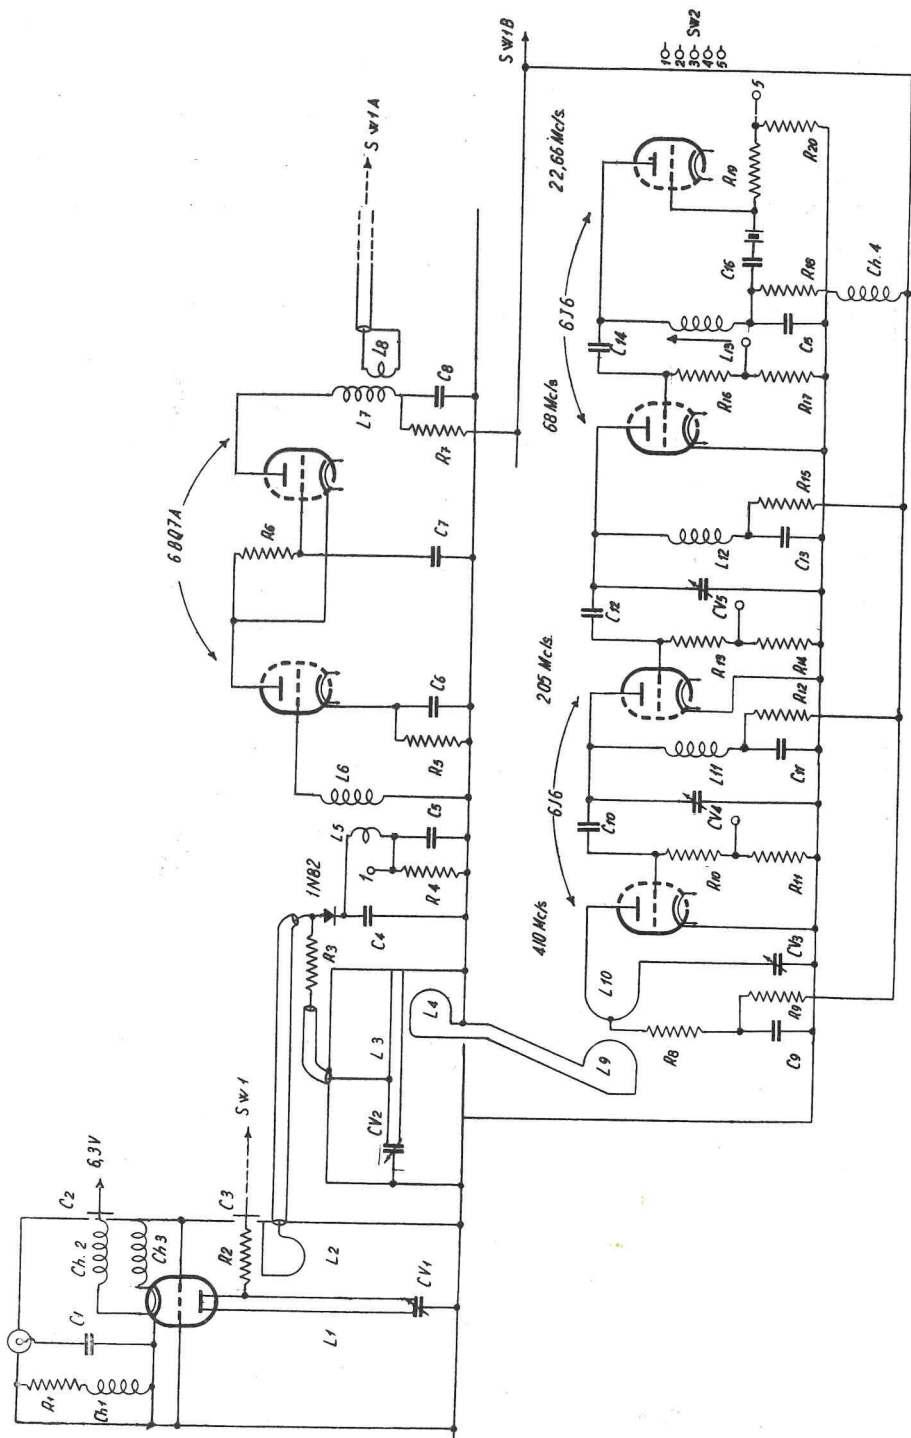 R1
Ch1
C1
Ch. 2
C2
6,3V
Ch3
R2
C3
SW1
L1
CV1
L2
CV2
L3
R3
1N82
C4
L4
1
R4
L5
C5
L6
R5
C6
6BQ7A
R6
C7
L7
R7
C8
L8
SW1A
SW1B
L9
410 Mc/s.
6J6
205 Mc/s.
68 Mc/s
6J6
22,66 Mc/s.
L10
R8
C9
R9
CV3
R10
R11
C10
CV4
L11
C11
R12
R13
R14
C12
CV5
L12
C13
R15
R16
R17
C14
L13
C15
R18
Ch. 4
C16
R19
R20
5
1
2
3
4
5
SW2